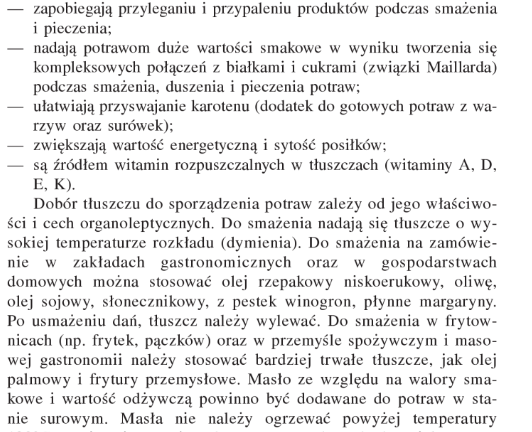 — zapobiegają przyleganiu i przypaleniu produktów podczas smażenia
i pieczenia;
— nadają potrawom duże wartości smakowe w wyniku tworzenia się
kompleksowych połączeń z białkami i cukrami (związki Maillarda)
podczas smażenia, duszenia i pieczenia potraw;
— ułatwiają przyswajanie karotenu (dodatek do gotowych potraw z wa-
rzyw oraz surówek);
— zwiększają wartość energetyczną i sytość posiłków;
— są źródłem witamin rozpuszczalnych w tłuszczach (witaminy A, D,
E, K).
Dobór tłuszczu do sporządzenia potraw zależy od jego właściwo-
ści i cech organoleptycznych. Do smażenia nadają się tłuszcze o wy-
sokiej temperaturze rozkładu (dymienia). Do smażenia na zamówie-
nie w zakładach gastronomicznych oraz w gospodarstwach
domowych można stosować olej rzepakowy niskoerukowy, oliwę,
olej sojowy, słonecznikowy, z pestek winogron, płynne margaryny.
Po usmażeniu dań, tłuszcz należy wylewać. Do smażenia w frytow-
nicach (np. frytek, pączków) oraz w przemyśle spożywczym i maso-
wej gastronomii należy stosować bardziej trwałe tłuszcze, jak olej
palmowy i frytury przemysłowe. Masło ze względu na walory sma-
kowe i wartość odżywczą powinno być dodawane do potraw w sta-
nie surowym. Masła nie należy ogrzewać powyżej temperatury